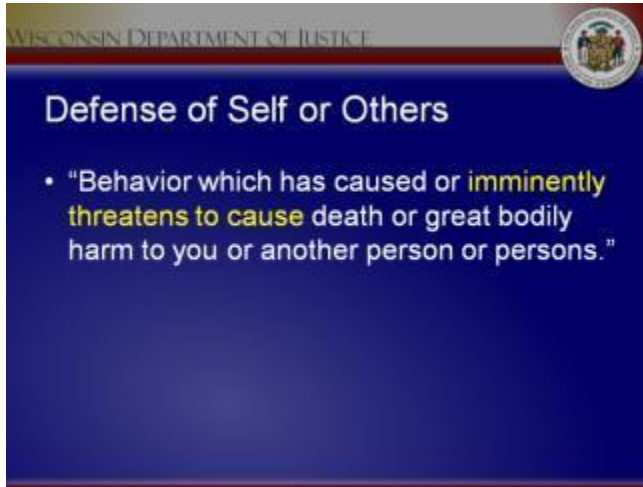 WISCONSIN DEPARTMENT OF JUSTICE
Defense of Self or Others
• “Behavior which has caused or imminently
threatens to cause death or great bodily
harm to you or another person or persons.”